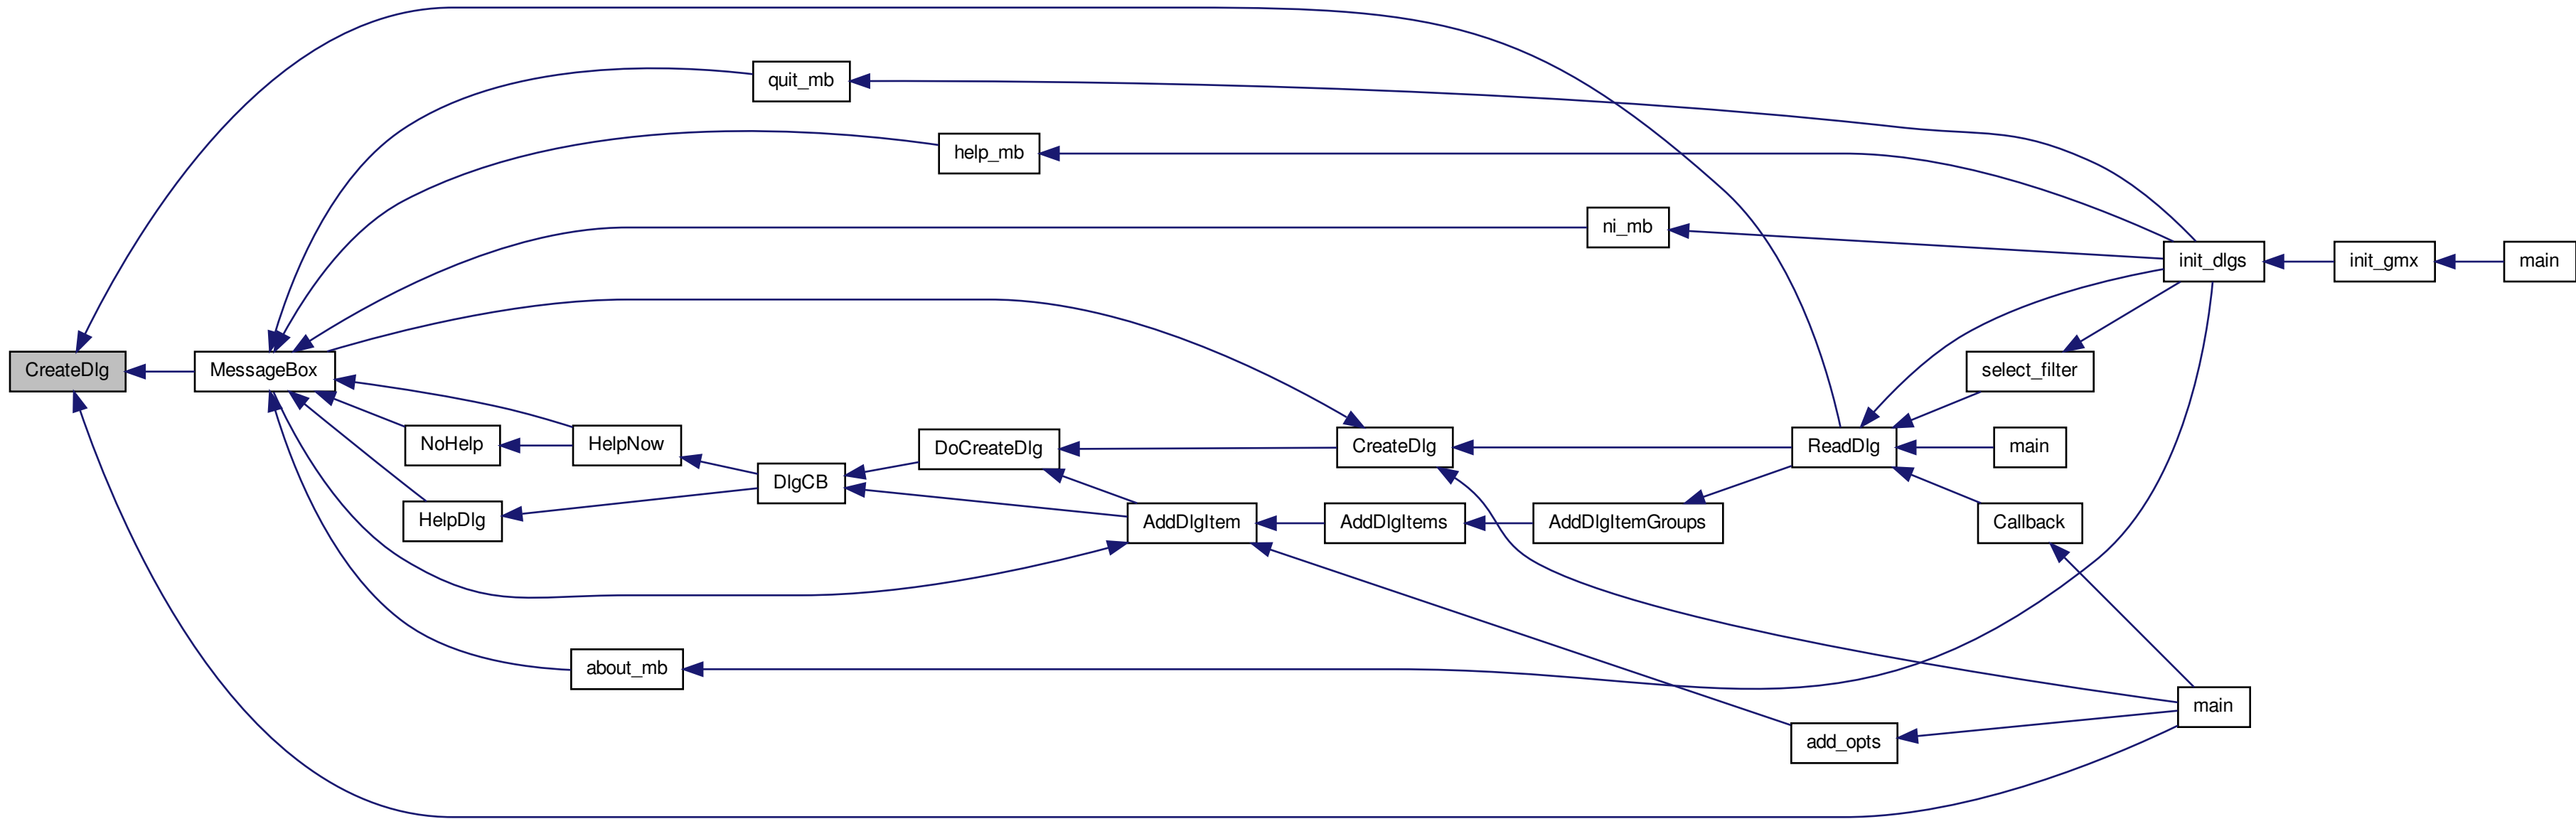 quit_mb
help_mb
ni_mb
init_dlgs
init_gmx
main
CreateDlg
MessageBox
select_filter
NoHelp
HelpNow
DoCreateDlg
CreateDlg
ReadDlg
main
DlgCB
HelpDlg
AddDlgItem
AddDlgItems
AddDlgItemGroups
Callback
about_mb
main
add_opts